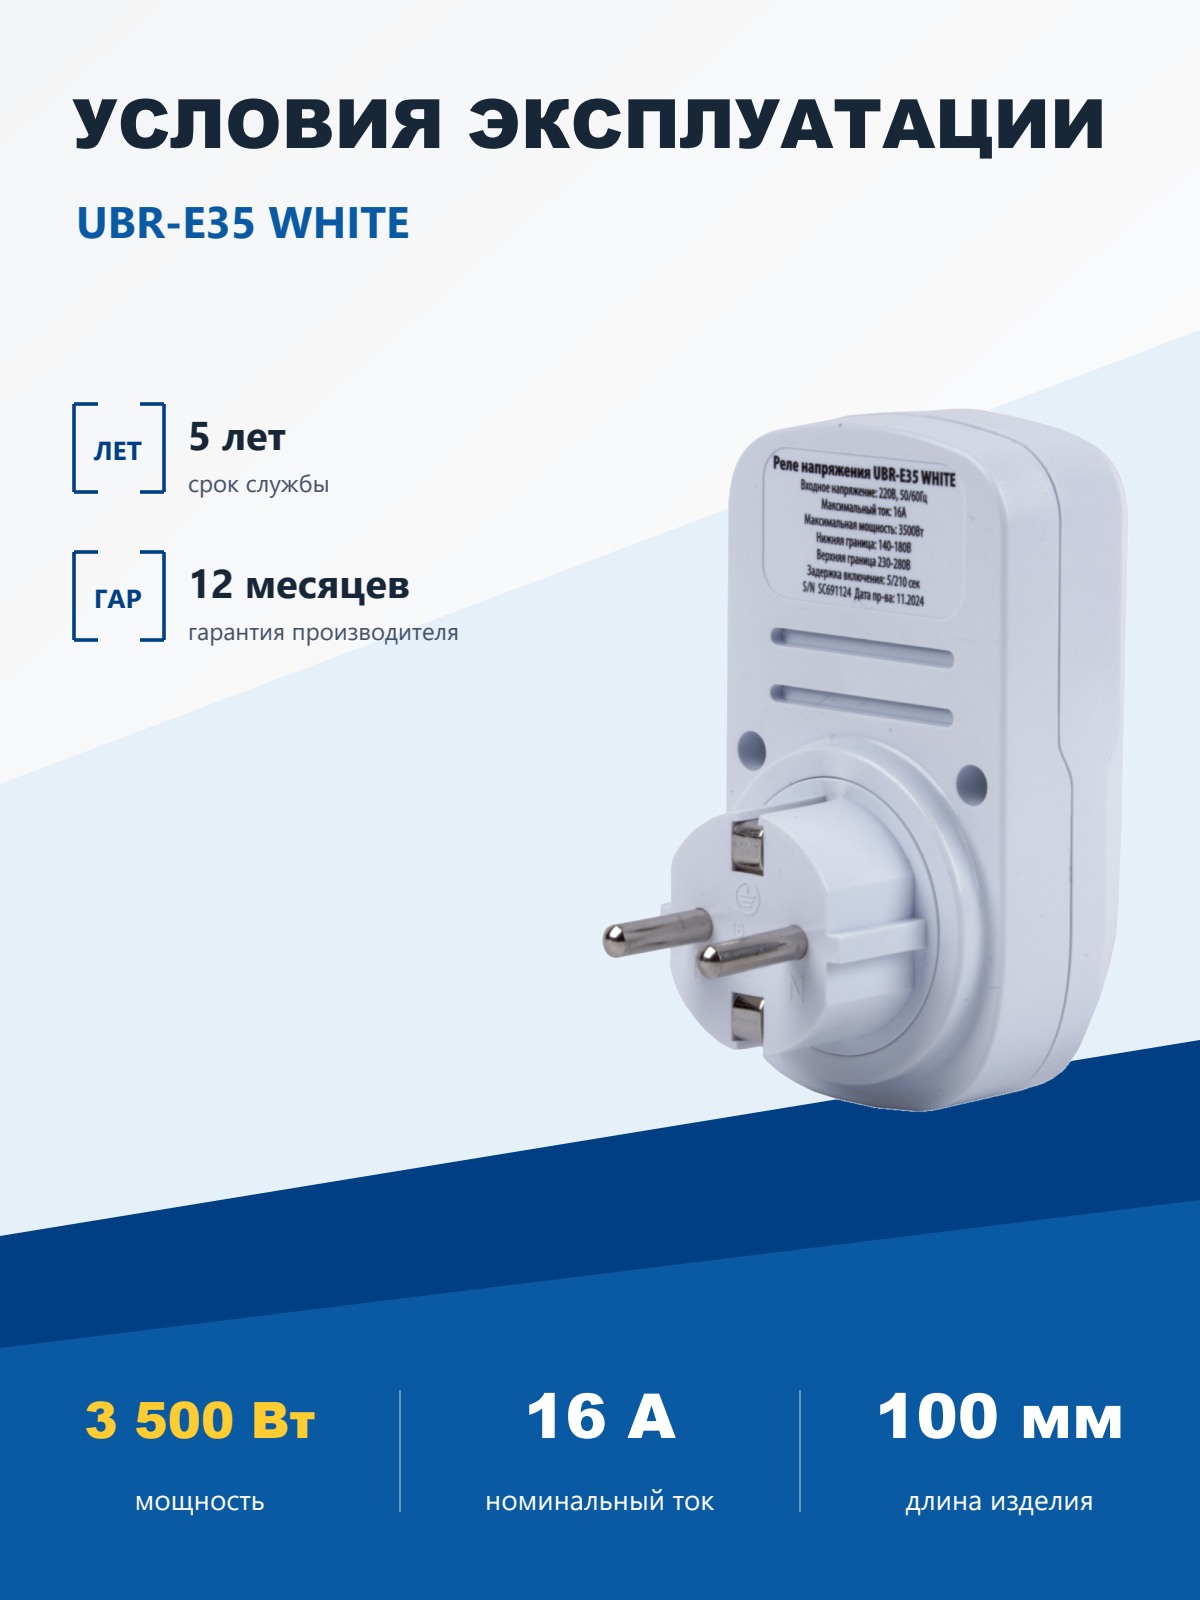 УСЛОВИЯ ЭКСПЛУАТАЦИИ
UBR-E35 WHITE
ЛЕТ
5 лет
срок службы
ГАР
12 месяцев
гарантия производителя
Реле напряжения UBR-E35 WHITE
Входное напряжение: 220В, 50/60Гц
Максимальный ток: 16А
Максимальная мощность: 3500Вт
Нижняя граница: 140-180В
Верхняя граница 230-280В
Задержка включения: 5/210 сек
S/N SC691124 Дата пр-ва: 11.2024
N
3 500 Вт
16 А
100 мм
мощность
номинальный ток
длина изделия